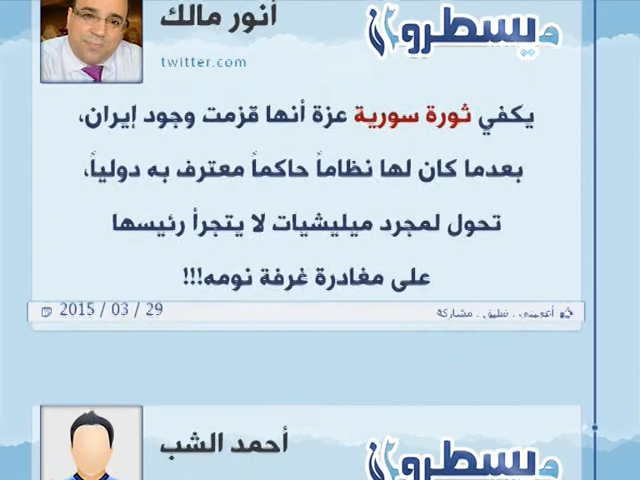 أنور مالك
يسطرون
twitter.com
يكفي ثورة سورية عزة أنها قزمت وجود إيران،
بعدما كان لها نظاماً حاكماً معترف به دولياً،
تحول لمجرد ميليشيات لا يتجرأ رئيسها
على مغادرة غرفة نومه!!!
أعجبني . تعليق . مشاركة
2015 / 03 / 29
أحمد الشب
يسطرون